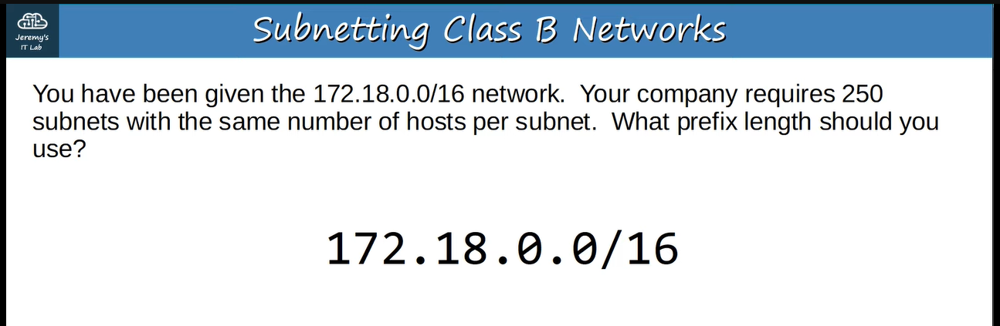 Jeremy's
IT Lab
Subnetting Class B Networks
You have been given the 172.18.0.0/16 network.  Your company requires 250
subnets with the same number of hosts per subnet.  What prefix length should you
use?
172.18.0.0/16